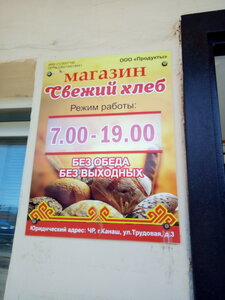 ООО «Продукты»
МАГАЗИН
Свежий хлеб
Режим работы:
7.00 - 19.00
БЕЗ ОБЕДА
БЕЗ ВЫХОДНЫХ
Юридический адрес: ЧР, г.Канаш, ул.Трудовая, д.3